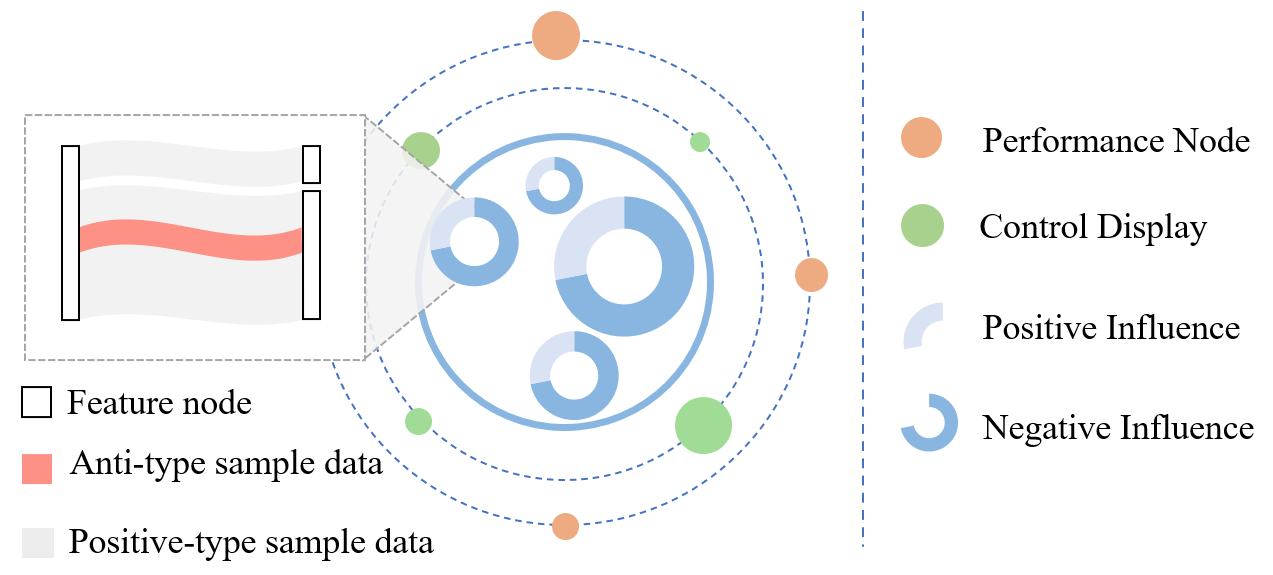 Performance Node
Control Display
Positive Influence
Negative Influence
Feature node
Anti-type sample data
Positive-type sample data